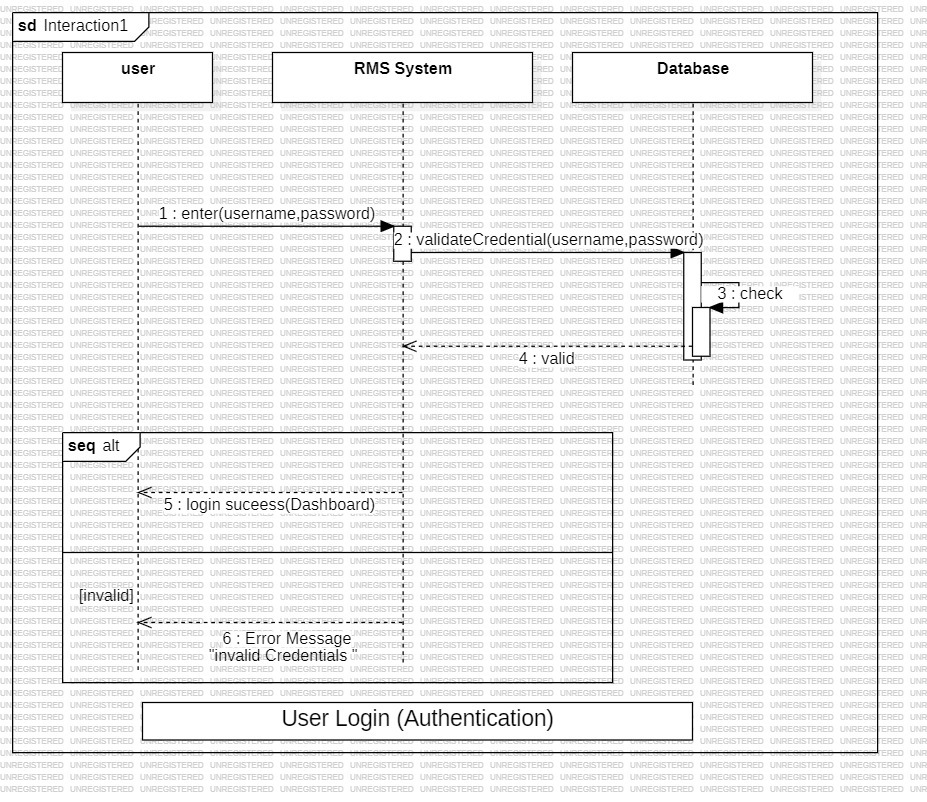 sd Interaction1
user
RMS System
Database
1 : enter(username,password)
2 : validateCredential(username,password)
3 : check
4 : valid
seq alt
5 : login suceess(Dashboard)
[invalid]
6 : Error Message
"invalid Credentials "
User Login (Authentication)
UNREGISTERED